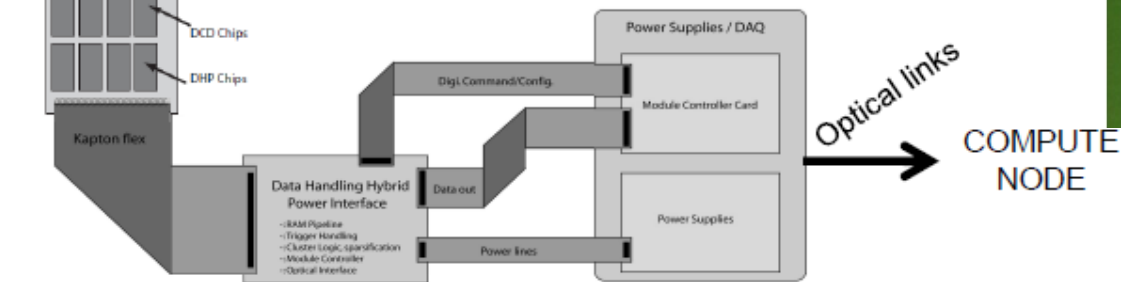 DCD Chips
DHP Chips
Kapton flex
Data Handling Hybrid
Power Interface
-:RAM Pipeline
-:Trigger Handling
-:Cluster Logic, sparsification
-:Module Controller
-:Optical Interface
Digi. Command/Config.
Data out
Power lines
Power Supplies / DAQ
Module Controller Card
Power Supplies
Optical links
COMPUTE
NODE